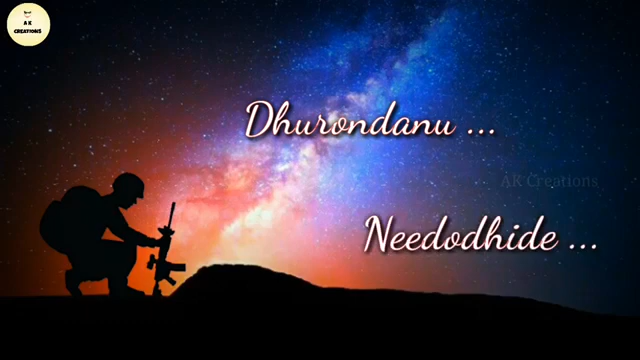 A K
CREATIONS
Dhurondanu ...
AK Creations
Needodhide ...